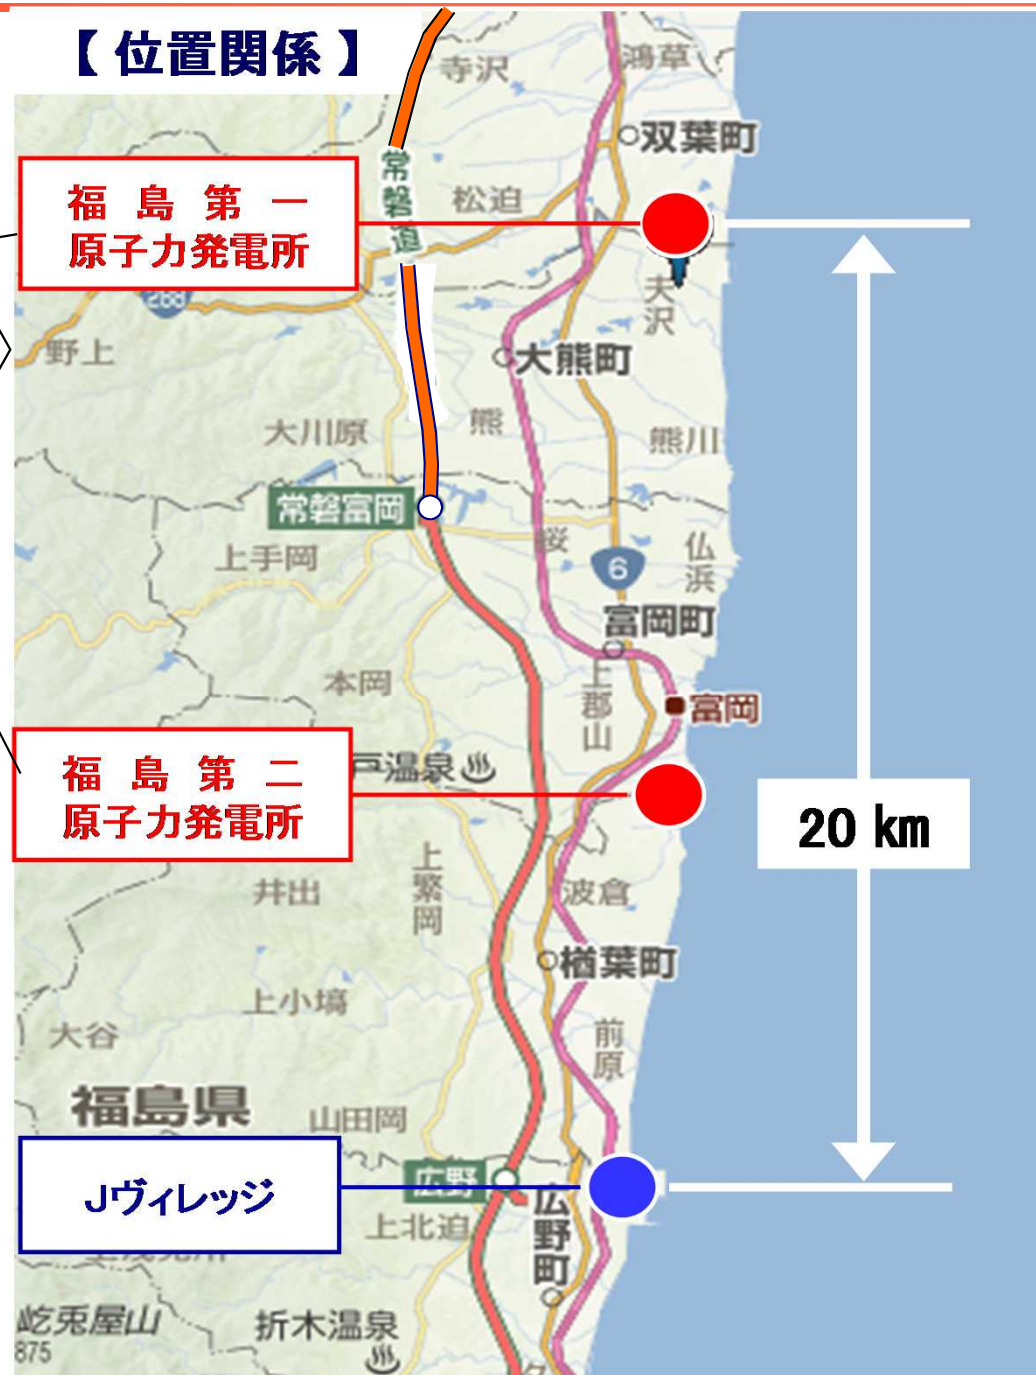 【 位置関係 】
寺沢
鴻草
双葉町
常磐道
松迫
福島第一
原子力発電所
夫沢
288
野上
大熊町
大川原
熊
熊川
常磐富岡
上手岡
桜
仏浜
6
富岡町
本岡
上郡山
富岡
福島第二
原子力発電所
戸温泉
20 km
上繁岡
井出
波倉
楢葉町
上小塙
大谷
前原
福島県
山田岡
Jヴィレッジ
広野
上北迫
広野町
屹兎屋山
875
折木温泉